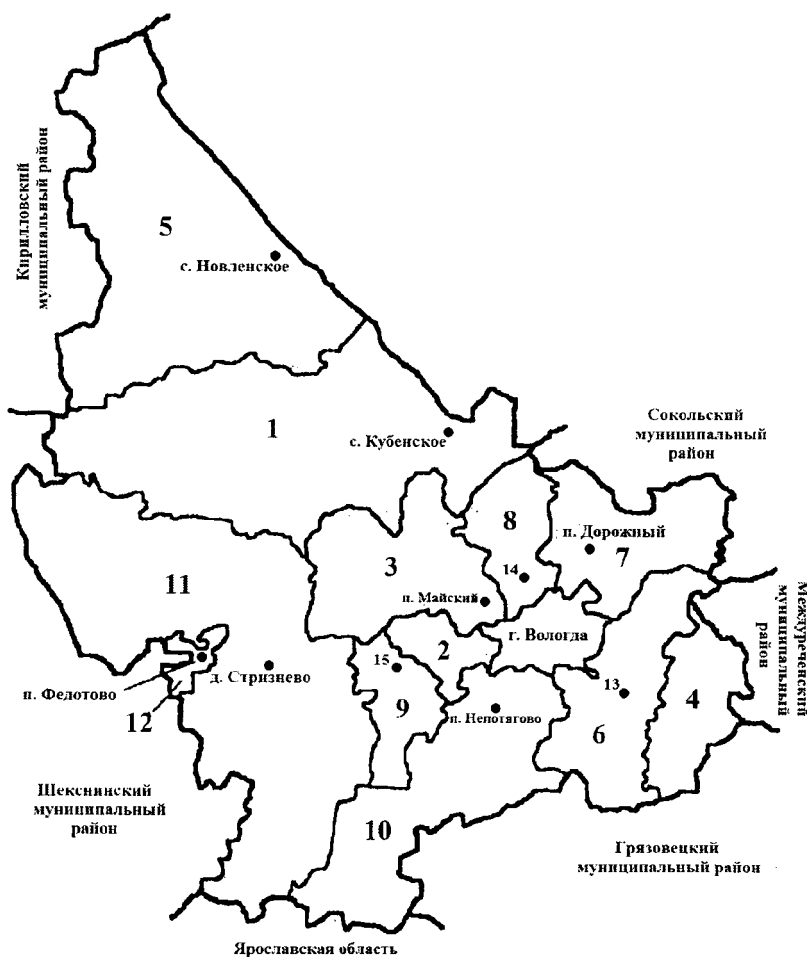 Кирилловский
муниципальный район
5
с. Новленское
1
с. Кубенское
Сокольский
муниципальный
район
8
п. Дорожный
7
3
14
п. Майский
11
г. Вологда
Междуреченский
муниципальный
район
2
15
п. Федотово
д. Стризнево
12
9
п. Непотягово
13
6
4
Шекснинский
муниципальный
район
10
Грязовецкий
муниципальный район
Ярославская область